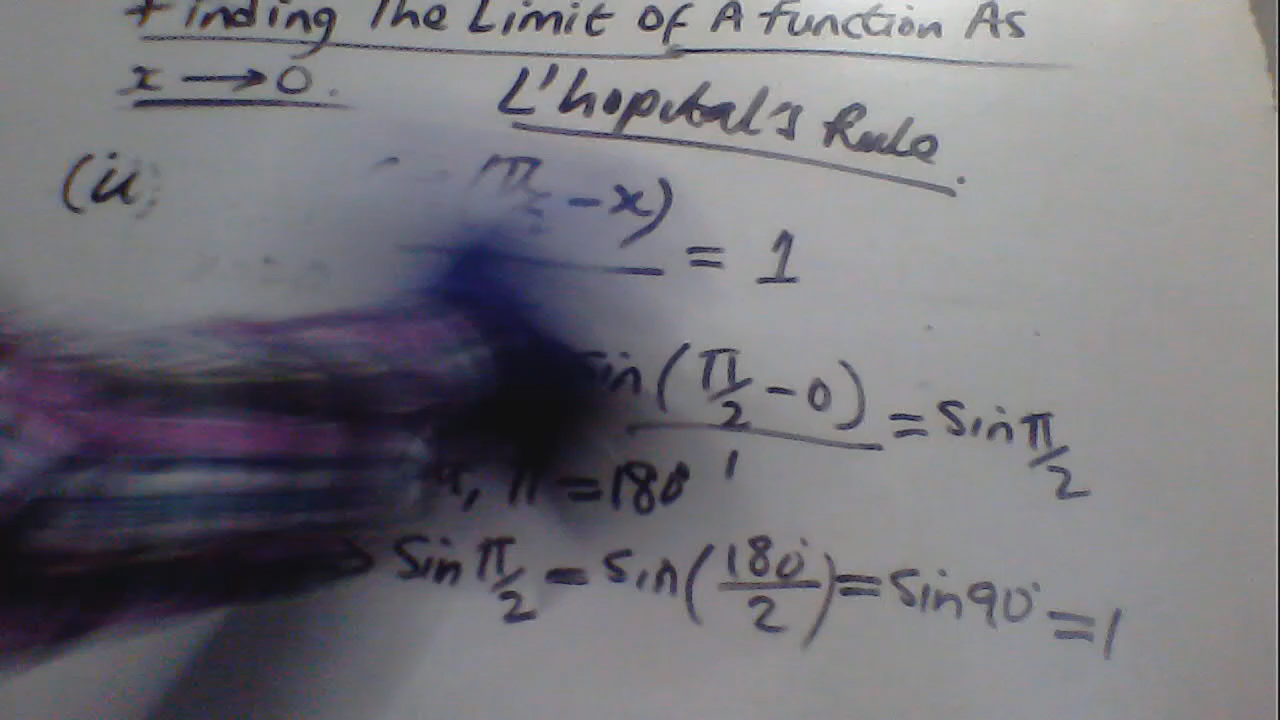 Finding The Limit Of A function As
x → 0.
L'hopital's Rule
(ii)
(π/2 - x) = 1
sin(π/2 - 0) / 1 = Sin π/2
π = 180°
Sin π/2 = Sin(180°/2) = Sin 90° = 1